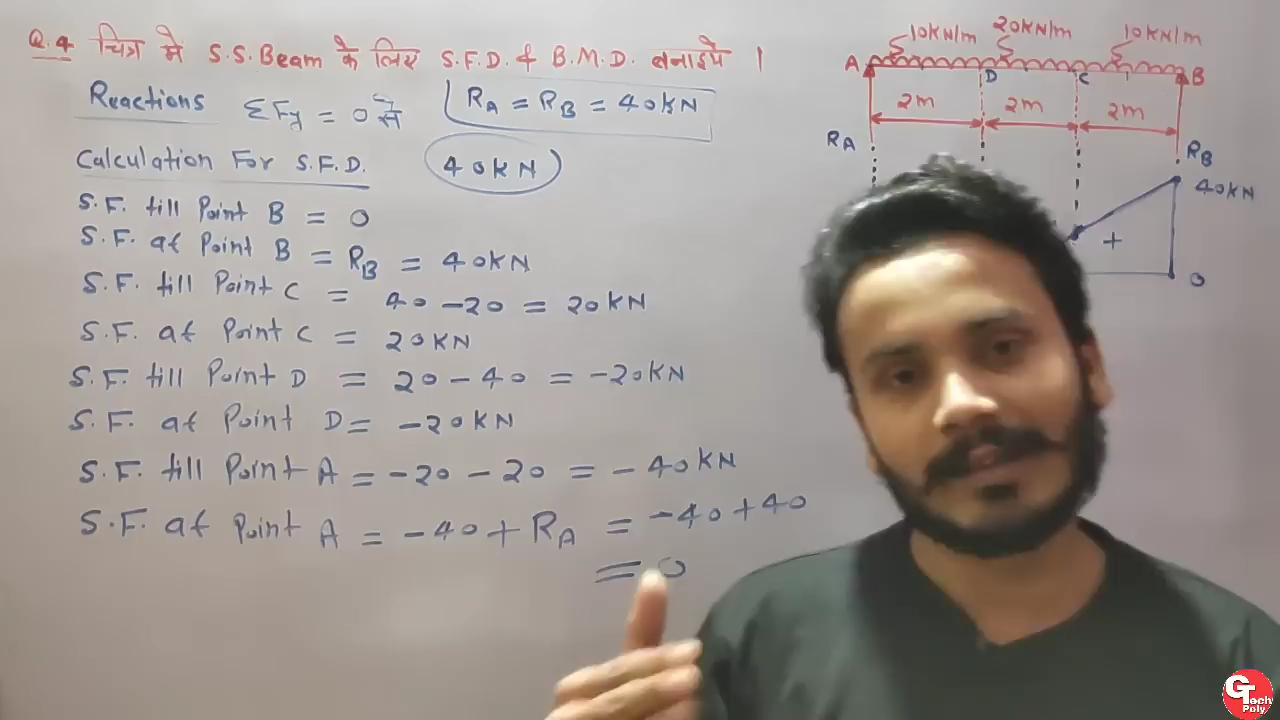 Q.4 चित्र में S.S.Beam के लिए S.F.D. & B.M.D. बनाइये ।
Reactions ΣFy = 0 से RA = RB = 40KN
Calculation For S.F.D. 40KN
S.F. till Point B = 0
S.F. at Point B = RB = 40KN
S.F. till Point C = 40 - 20 = 20KN
S.F. at Point C = 20KN
S.F. till Point D = 20 - 40 = -20KN
S.F. at Point D = -20KN
S.F. till Point A = -20 - 20 = -40KN
S.F. at Point A = -40 + RA = -40+40
= 0
10KN/m 20KN/m 10KN/m
A D C B
2m 2m 2m
RA RB
40KN
+
0
G Tech Poly